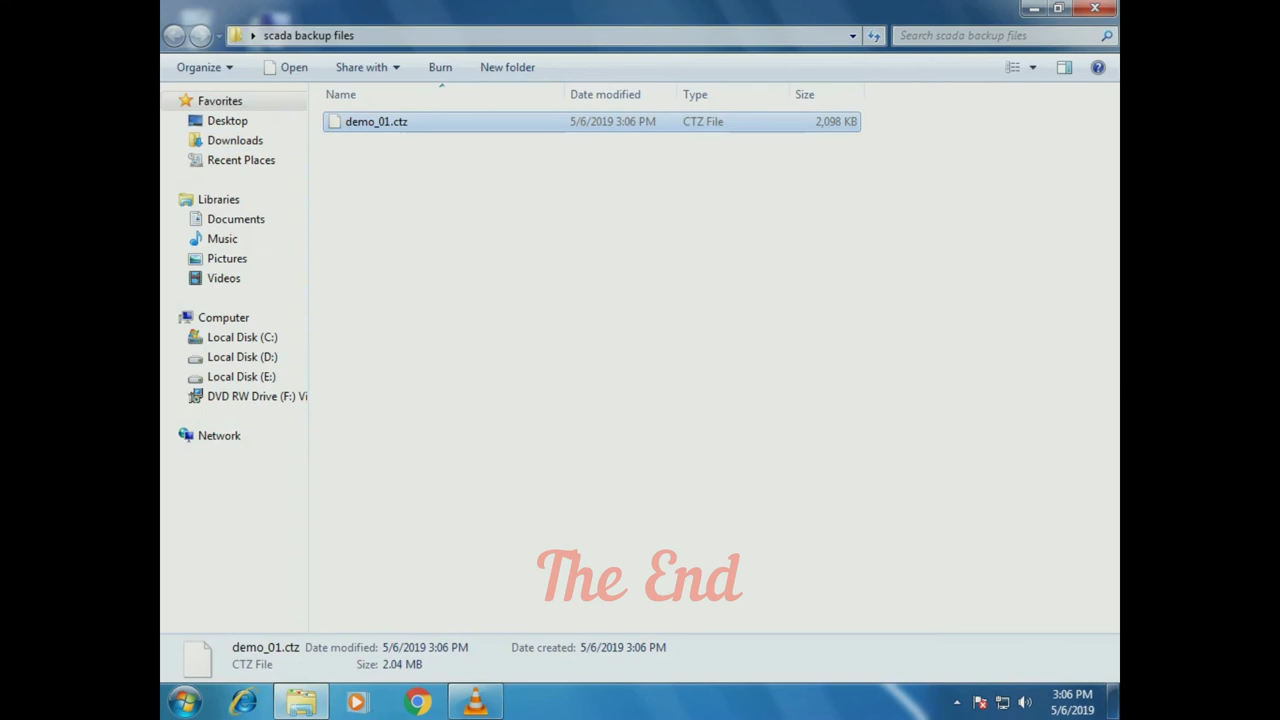 scada backup files
Search scada backup files
Organize Open Share with Burn New folder
Name Date modified Type Size
demo_01.ctz 5/6/2019 3:06 PM CTZ File 2,098 KB
Favorites
Desktop
Downloads
Recent Places
Libraries
Documents
Music
Pictures
Videos
Computer
Local Disk (C:)
Local Disk (D:)
Local Disk (E:)
DVD RW Drive (F:) Vi
Network
The End
demo_01.ctz Date modified: 5/6/2019 3:06 PM Date created: 5/6/2019 3:06 PM
CTZ File Size: 2.04 MB
3:06 PM
5/6/2019